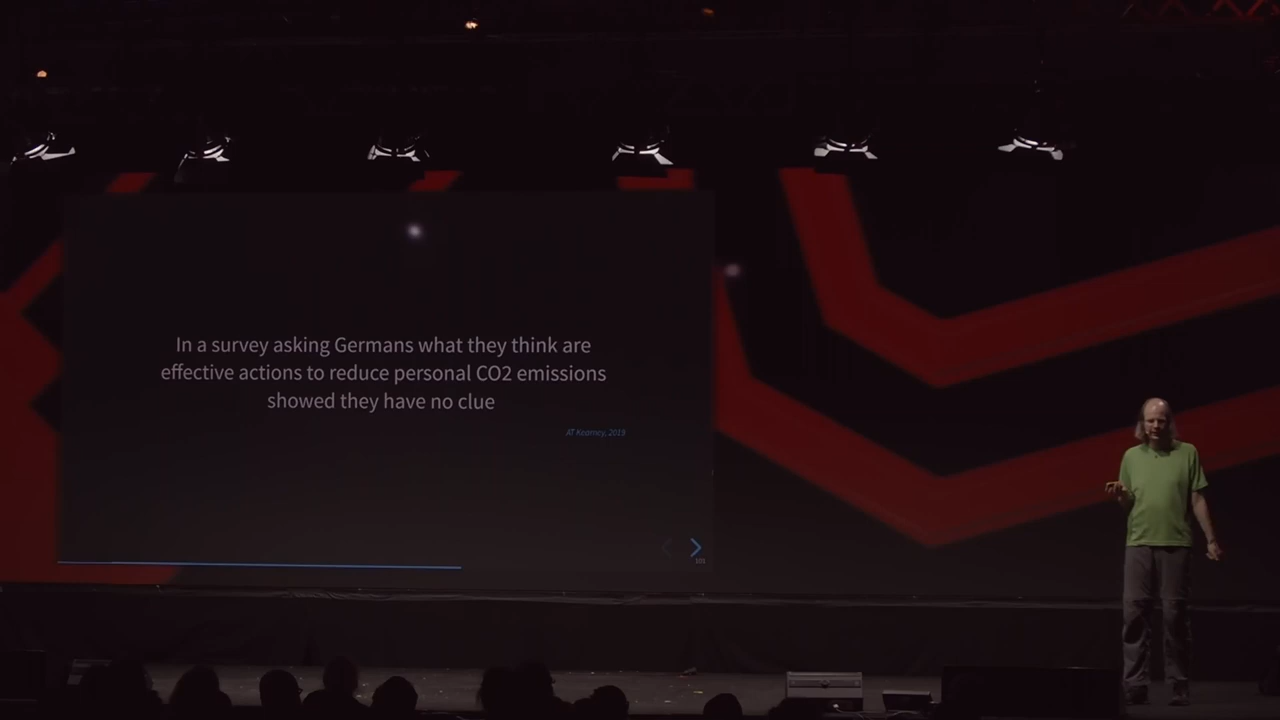 In a survey asking Germans what they think are
effective actions to reduce personal CO2 emissions
showed they have no clue
AT Kearney, 2019
101